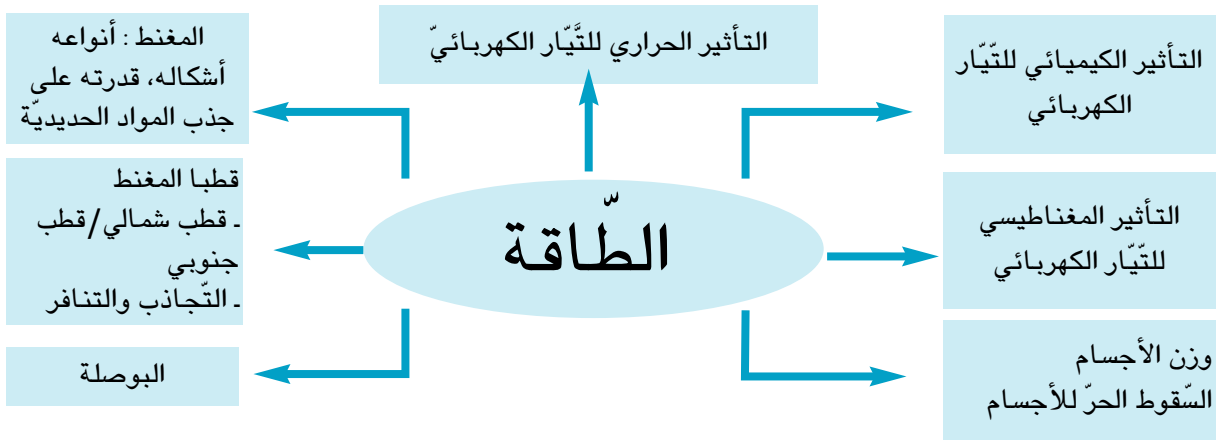 التأثير الكيميائي للتّيّار
الكهربائي
التأثير الحراري للتَّيّار الكهربائيّ
المغنط : أنواعه
أشكاله، قدرته على
جذب المواد الحديديّة
التأثير المغناطيسي
للتّيّار الكهربائي
الطّاقة
قطبا المغنط
ـ قطب شمالي/قطب
جنوبي
ـ التّجاذب والتنافر
وزن الأجسام
السّقوط الحرّ للأجسام
البوصلة